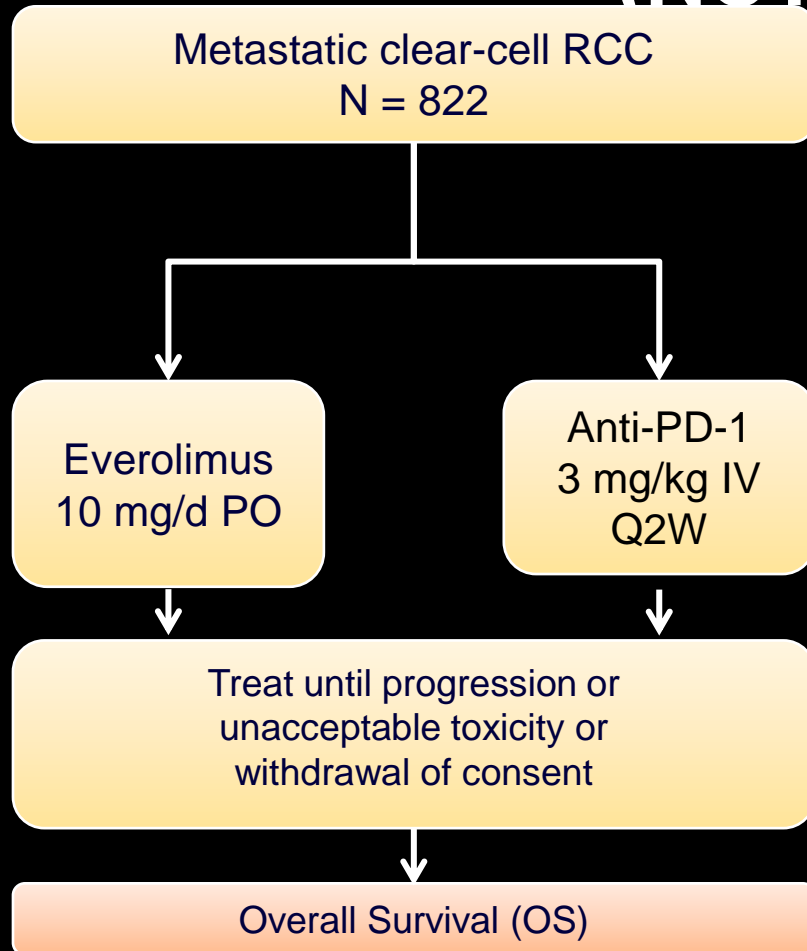 Metastatic clear-cell RCC
N = 822
Everolimus
10 mg/d PO
Anti-PD-1
3 mg/kg IV
Q2W
Treat until progression or
unacceptable toxicity or
withdrawal of consent
Overall Survival (OS)